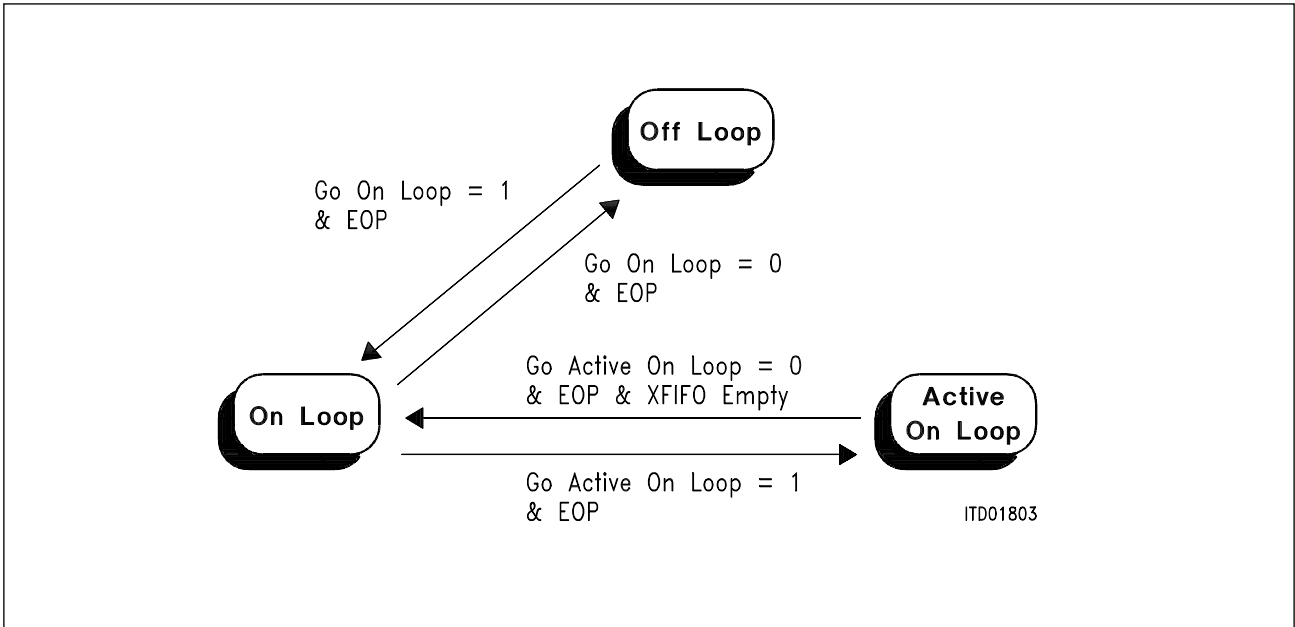 Off Loop
Go On Loop = 1
& EOP
Go On Loop = 0
& EOP
Go Active On Loop = 0
& EOP & XFIFO Empty
On Loop
Active
On Loop
Go Active On Loop = 1
& EOP
ITD01803